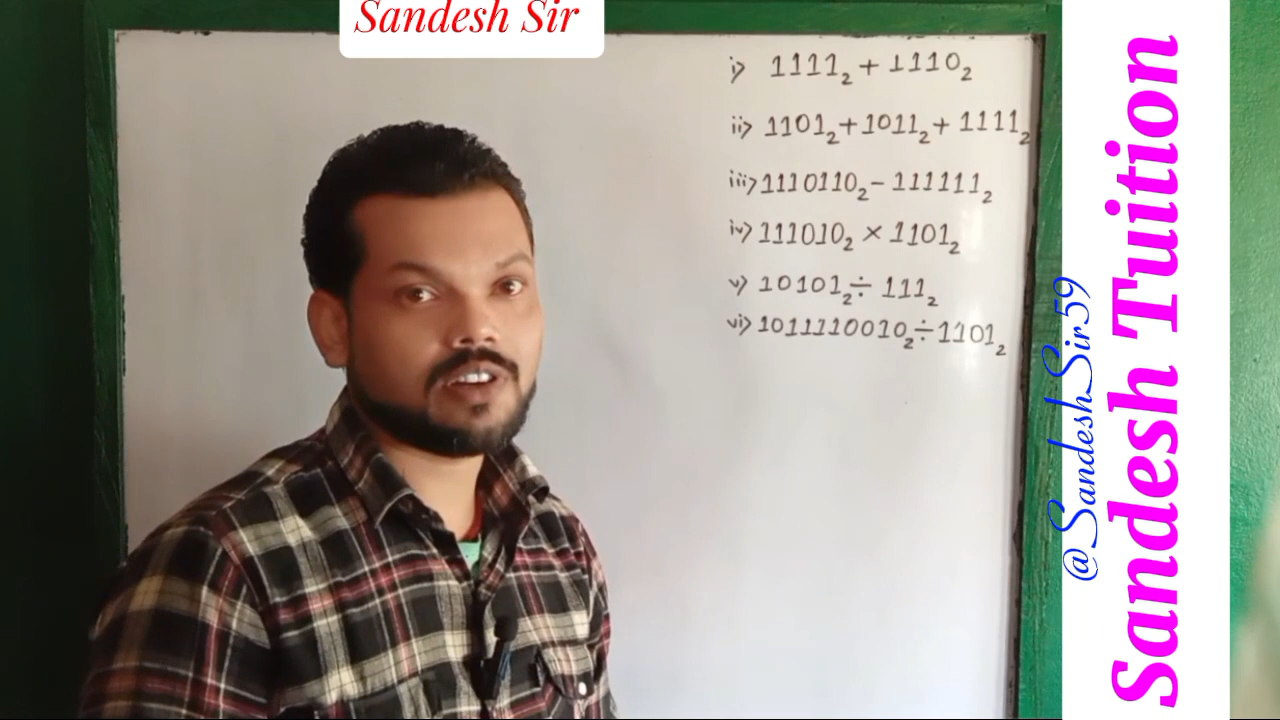 Sandesh Sir
i) 1111₂ + 1110₂
ii) 1101₂ + 1011₂ + 1111₂
iii) 1110110₂ - 111111₂
iv) 111010₂ × 1101₂
v) 10101₂ ÷ 111₂
vi) 1011110010₂ ÷ 1101₂
@SandeshSir59
Sandesh Tuition